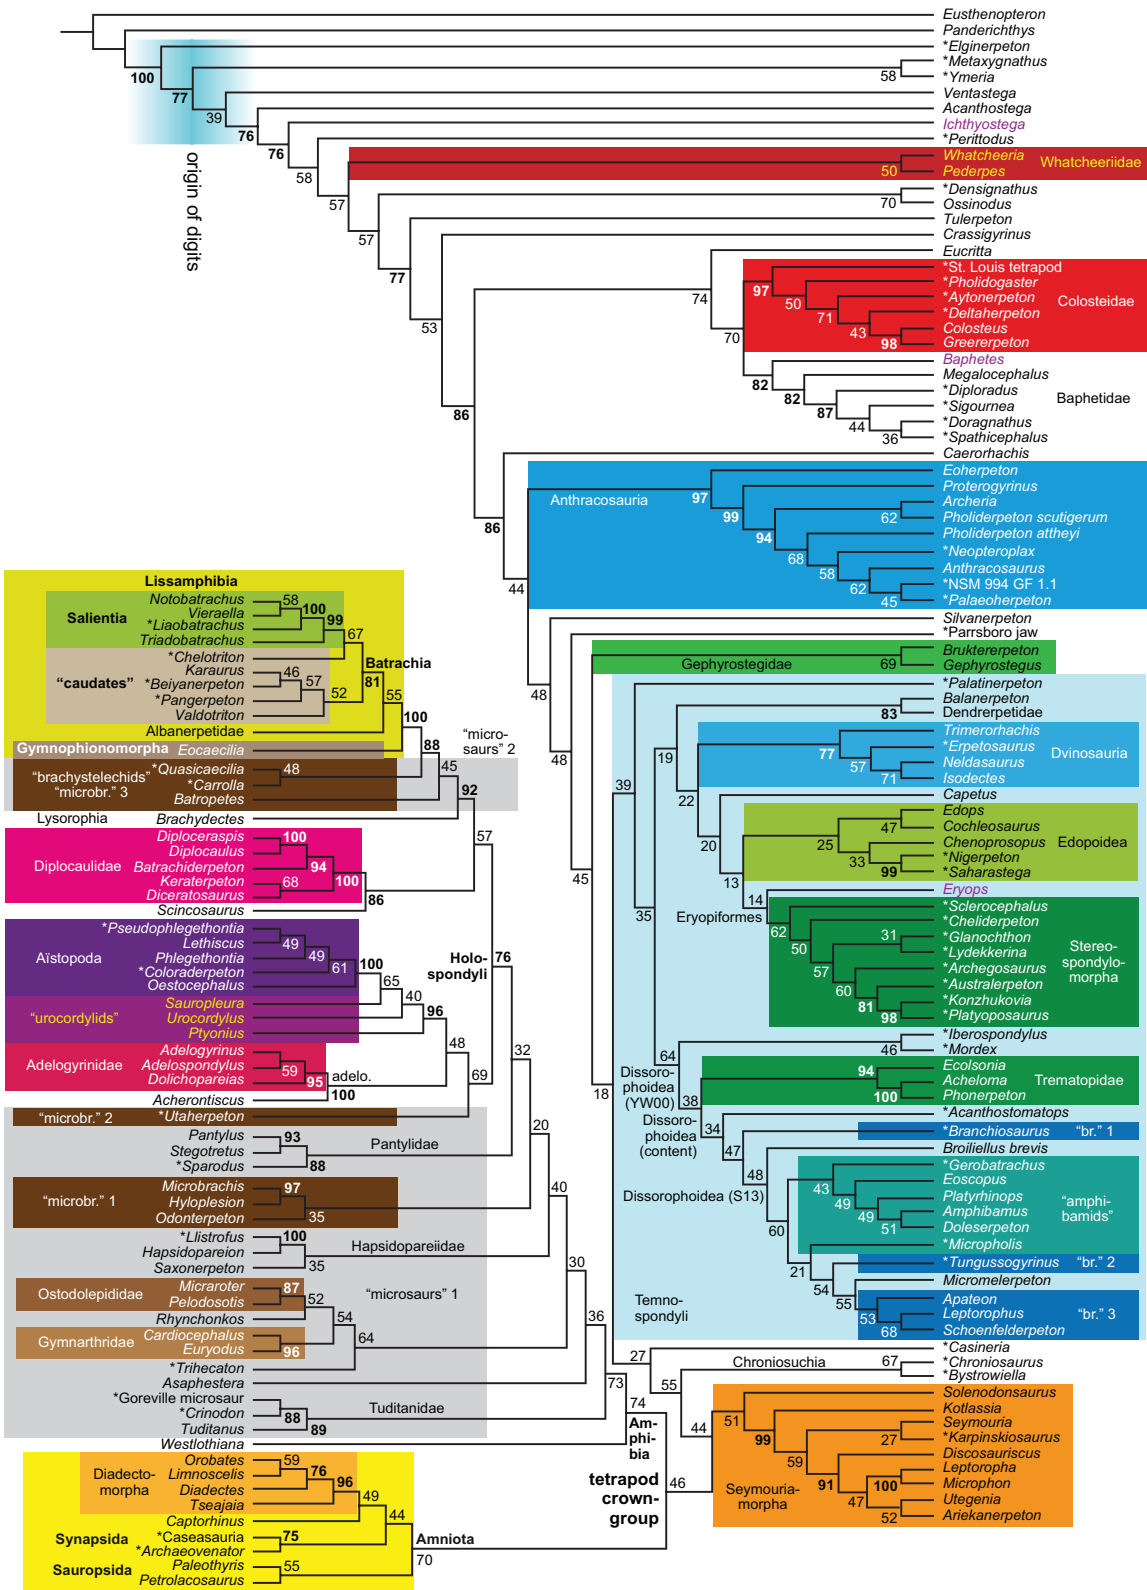 Eusthenopteron
Panderichthys
*Elginerpeton
*Metaxygnathus
*Ymeria
Ventastega
Acanthostega
Ichthyostega
*Perittodus
Whatcheeria
Pederpes
Whatcheeriidae
*Densignathus
Ossinodus
Tulerpeton
Crassigyrinus
Eucritta
*St. Louis tetrapod
*Pholidogaster
*Aytonerpeton
*Deltaherpeton
Colosteus
Greererpeton
Colosteidae
Baphetes
Megalocephalus
*Diploradus
*Sigournea
*Doragnathus
*Spathicephalus
Baphetidae
Caerorhachis
Anthracosauria
Eoherpeton
Proterogyrinus
Archeria
Pholiderpeton scutigerum
Pholiderpeton attheyi
*Neopteroplax
Anthracosaurus
*NSM 994 GF 1.1
*Palaeoherpeton
Silvanerpeton
*Parrsboro jaw
Gephyrostegidae
Bruktererpeton
Gephyrostegus
*Palatinerpeton
Balanerpeton
Dendrerpetidae
Trimerorhachis
*Erpetosaurus
Neldasaurus
Isodectes
Dvinosauria
Capetus
Edops
Cochleosaurus
Chenoprosopus
*Nigerpeton
*Saharastega
Edopoidea
Eryops
Eryopiformes
*Sclerocephalus
*Cheliderpeton
*Glanochthon
*Lydekkerina
*Archegosaurus
*Australerpeton
*Konzhukovia
*Platyoposaurus
Stereo-
spondylo-
morpha
*Iberospondylus
*Mordex
Dissoro-
phoidea
(YW00)
Ecolsonia
Acheloma
Phonerpeton
Trematopidae
Dissoro-
phoidea
(content)
*Acanthostomatops
*Branchiosaurus
"br." 1
Broiliellus brevis
Dissorophoidea (S13)
*Gerobatrachus
Eoscopus
Platyrhinops
Amphibamus
Doleserpeton
"amphi-
bamids"
*Micropholis
*Tungussogyrinus
"br." 2
Micromelerpeton
Apateon
Leptorophus
Schoenfelderpeton
"br." 3
Temno-
spondyli
*Casineria
Chroniosuchia
*Chroniosaurus
*Bystrowiella
Solenodonsaurus
Kotlassia
Seymouria
*Karpinskiosaurus
Discosauriscus
Leptoropha
Microphon
Utegenia
Ariekanerpeton
Seymouria-
morpha
origin of digits
100
77
39
76
76
58
57
57
77
53
86
58
50
70
74
70
97
50
71
43
98
82
82
87
44
36
86
44
97
99
94
62
68
58
62
45
48
48
45
69
18
39
35
19
83
22
77
57
71
20
13
25
47
33
99
14
62
50
57
31
60
81
98
64
46
38
94
100
34
47
48
60
43
49
49
51
21
54
55
53
68
27
55
67
44
51
99
27
59
91
47
100
52
46
Lissamphibia
Salientia
Notobatrachus
Vieraella
*Liaobatrachus
Triadobatrachus
58
100
99
67
Batrachia
81
"caudates"
*Chelotriton
Karaurus
*Beiyanerpeton
*Pangerpeton
Valdotriton
46
57
52
55
Albanerpetidae
100
Gymnophionomorpha
Eocaecilia
88
"micro-
saurs" 2
"brachystelechids"
"microbr." 3
*Quasicaecilia
*Carrolla
Batropetes
48
45
92
Lysorophia
Brachydectes
57
Diplocaulidae
Diploceraspis
Diplocaulus
Batrachiderpeton
Keraterpeton
Diceratosaurus
100
94
68
100
86
Scincosaurus
Aïstopoda
*Pseudophlegethontia
Lethiscus
Phlegethontia
*Coloraderpeton
Oestocephalus
49
49
61
100
65
Holo-
spondyli
76
"urocordylids"
Sauropleura
Urocordylus
Ptyonius
40
96
48
Adelogyrinidae
Adelogyrinus
Adelospondylus
Dolichopareias
59
95
adelo.
100
Acherontiscus
69
32
"microbr." 2
*Utaherpeton
Pantylus
Stegotretus
*Sparodus
93
88
Pantylidae
20
"microbr." 1
Microbrachis
Hyloplesion
Odonterpeton
97
35
40
*Llistrofus
Hapsidopareion
Saxonerpeton
100
35
Hapsidopareiidae
30
"microsaurs" 1
Ostodolepididae
Micraroter
Pelodosotis
Rhynchonkos
87
52
54
Gymnarthridae
Cardiocephalus
Euryodus
96
64
36
*Trihecaton
Asaphestera
73
*Goreville microsaur
*Crinodon
Tuditanus
88
89
Tuditanidae
74
Westlothiana
Am-
phi-
bia
tetrapod
crown-
group
Diadecto-
morpha
Orobates
Limnoscelis
Diadectes
Tseajaia
59
76
96
49
Captorhinus
44
Synapsida
*Caseasauria
*Archaeovenator
75
Amniota
70
Sauropsida
Paleothyris
Petrolacosaurus
55